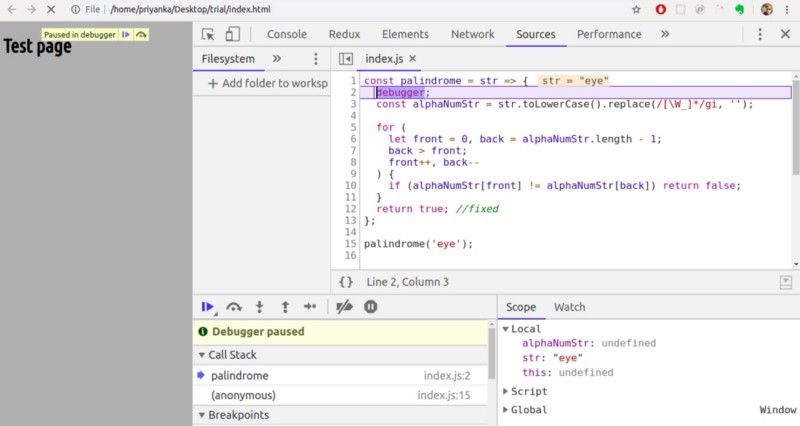 /home/priyanka/Desktop/trial/index.html
Paused in debugger
Test page
Console Redux Elements Network Sources Performance
Filesystem
index.js
Add folder to worksp
1 const palindrome = str => { str = "eye"
2 debugger;
3 const alphaNumStr = str.toLowerCase().replace(/[\W_]*/gi, '');
4
5 for (
6 let front = 0, back = alphaNumStr.length - 1;
7 back > front;
8 front++, back--
9 ) {
10 if (alphaNumStr[front] != alphaNumStr[back]) return false;
11 }
12 return true; //fixed
13 };
14
15 palindrome('eye');
16
{} Line 2, Column 3
Debugger paused
Call Stack
palindrome index.js:2
(anonymous) index.js:15
Breakpoints
Scope Watch
Local
alphaNumStr: undefined
str: "eye"
this: undefined
Script
Global Window